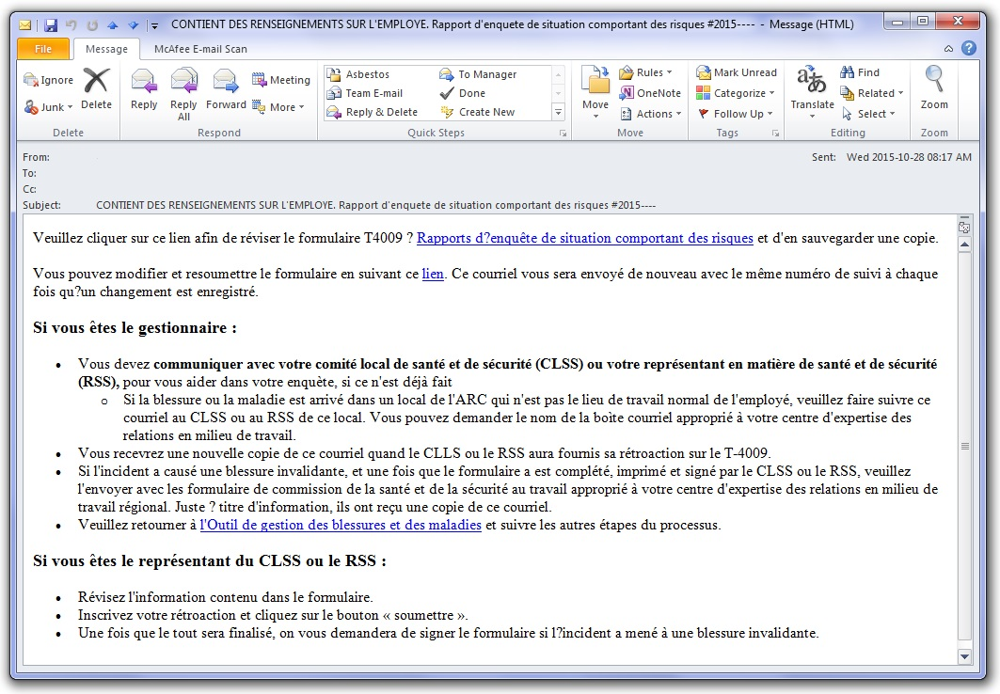 CONTIENT DES RENSEIGNEMENTS SUR L'EMPLOYE. Rapport d'enquete de situation comportant des risques #2015---- - Message (HTML)
File Message McAfee E-mail Scan
Ignore
Junk
Delete
Delete
Reply
Reply All
Forward
Meeting
More
Respond
Asbestos
Team E-mail
Reply & Delete
To Manager
Done
Create New
Quick Steps
Move
Rules
OneNote
Actions
Move
Mark Unread
Categorize
Follow Up
Tags
Translate
Find
Related
Select
Editing
Zoom
Zoom
From:
Sent: Wed 2015-10-28 08:17 AM
To:
Cc:
Subject: CONTIENT DES RENSEIGNEMENTS SUR L'EMPLOYE. Rapport d'enquete de situation comportant des risques #2015----
Veuillez cliquer sur ce lien afin de réviser le formulaire T4009 ? Rapports d?enquête de situation comportant des risques et d'en sauvegarder une copie.
Vous pouvez modifier et resoumettre le formulaire en suivant ce lien. Ce courriel vous sera envoyé de nouveau avec le même numéro de suivi à chaque
fois qu?un changement est enregistré.
Si vous êtes le gestionnaire :
• Vous devez communiquer avec votre comité local de santé et de sécurité (CLSS) ou votre représentant en matière de santé et de sécurité
(RSS), pour vous aider dans votre enquète, si ce n'est déjà fait
o Si la blessure ou la maladie est arrivé dans un local de l'ARC qui n'est pas le lieu de travail normal de l'employé, veuillez faire suivre ce
courriel au CLSS ou au RSS de ce local. Vous pouvez demander le nom de la boìte courriel approprié à votre centre d'expertise des
relations en milieu de travail.
• Vous recevrez une nouvelle copie de ce courriel quand le CLLS ou le RSS aura fournis sa rétroaction sur le T-4009.
• Si l'incident a causé une blessure invalidante, et une fois que le formulaire a est complété, imprimé et signé par le CLSS ou le RSS, veuillez
l'envoyer avec les formulaire de commission de la santé et de la sécurité au travail approprié à votre centre d'expertise des relations en milieu de
travail régional. Juste ? titre d'information, ils ont reçu une copie de ce courriel.
• Veuillez retourner à l'Outil de gestion des blessures et des maladies et suivre les autres étapes du processus.
Si vous êtes le représentant du CLSS ou le RSS :
• Révisez l'information contenu dans le formulaire.
• Inscrivez votre rétroaction et cliquez sur le bouton « soumettre ».
• Une fois que le tout sera finalisé, on vous demandera de signer le formulaire si l?incident a mené à une blessure invalidante.